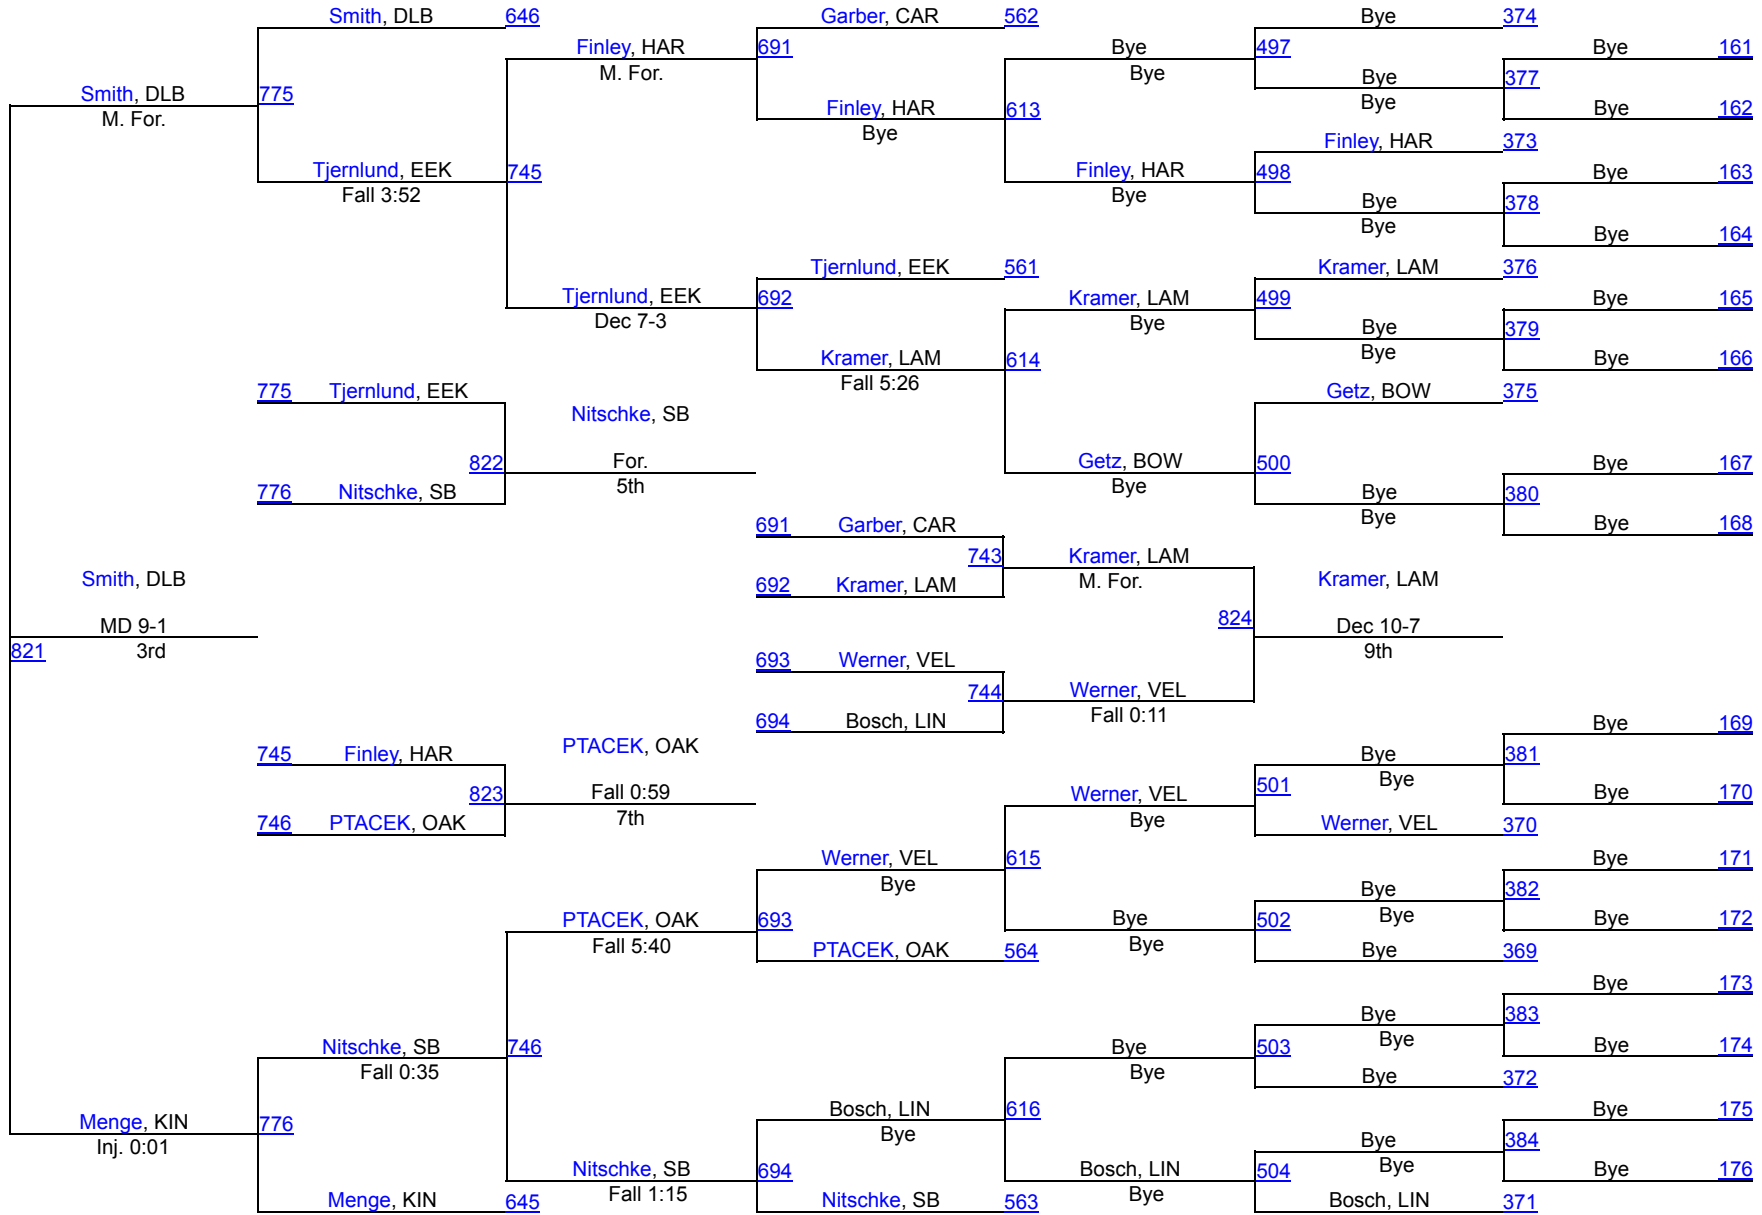 Smith, DLB 646 Garber, CAR 562 Bye 374
Finley, HAR 691 Bye 497 Bye 161
M. For. Bye Bye 377
Smith, DLB 775 Finley, HAR 613 Bye Bye 162
M. For. Bye Finley, HAR 373
Tjernlund, EEK 745 Finley, HAR 498 Bye 163
Fall 3:52 Bye Bye 378
Bye Bye 164
Tjernlund, EEK 561 Kramer, LAM 376
Tjernlund, EEK 692 Kramer, LAM 499 Bye 165
Dec 7-3 Bye Bye 379
Kramer, LAM 614 Bye Bye 166
775 Tjernlund, EEK Fall 5:26 Getz, BOW 375
Nitschke, SB
822 For. Getz, BOW 500 Bye 167
776 Nitschke, SB 5th Bye Bye 380
691 Garber, CAR Bye Bye 168
743 Kramer, LAM
Smith, DLB 692 Kramer, LAM M. For. Kramer, LAM
MD 9-1 824 Dec 10-7
821 3rd 693 Werner, VEL 9th
744 Werner, VEL
694 Bosch, LIN Fall 0:11 Bye 169
745 Finley, HAR PTACEK, OAK Bye 381
823 Fall 0:59 Werner, VEL 501 Bye Bye 170
746 PTACEK, OAK 7th Bye Werner, VEL 370
Werner, VEL 615 Bye 171
Bye Bye 382
PTACEK, OAK 693 Bye 502 Bye Bye 172
Fall 5:40 PTACEK, OAK 564 Bye Bye 369
Bye 173
Bye 383
Nitschke, SB 746 Bye 503 Bye Bye 174
Fall 0:35 Bye Bye 372
Menge, KIN 776 Bosch, LIN 616 Bye 175
Inj. 0:01 Bye Bye 384
Nitschke, SB 694 Bosch, LIN 504 Bye Bye 176
Menge, KIN 645 Fall 1:15 Nitschke, SB 563 Bye Bosch, LIN 371